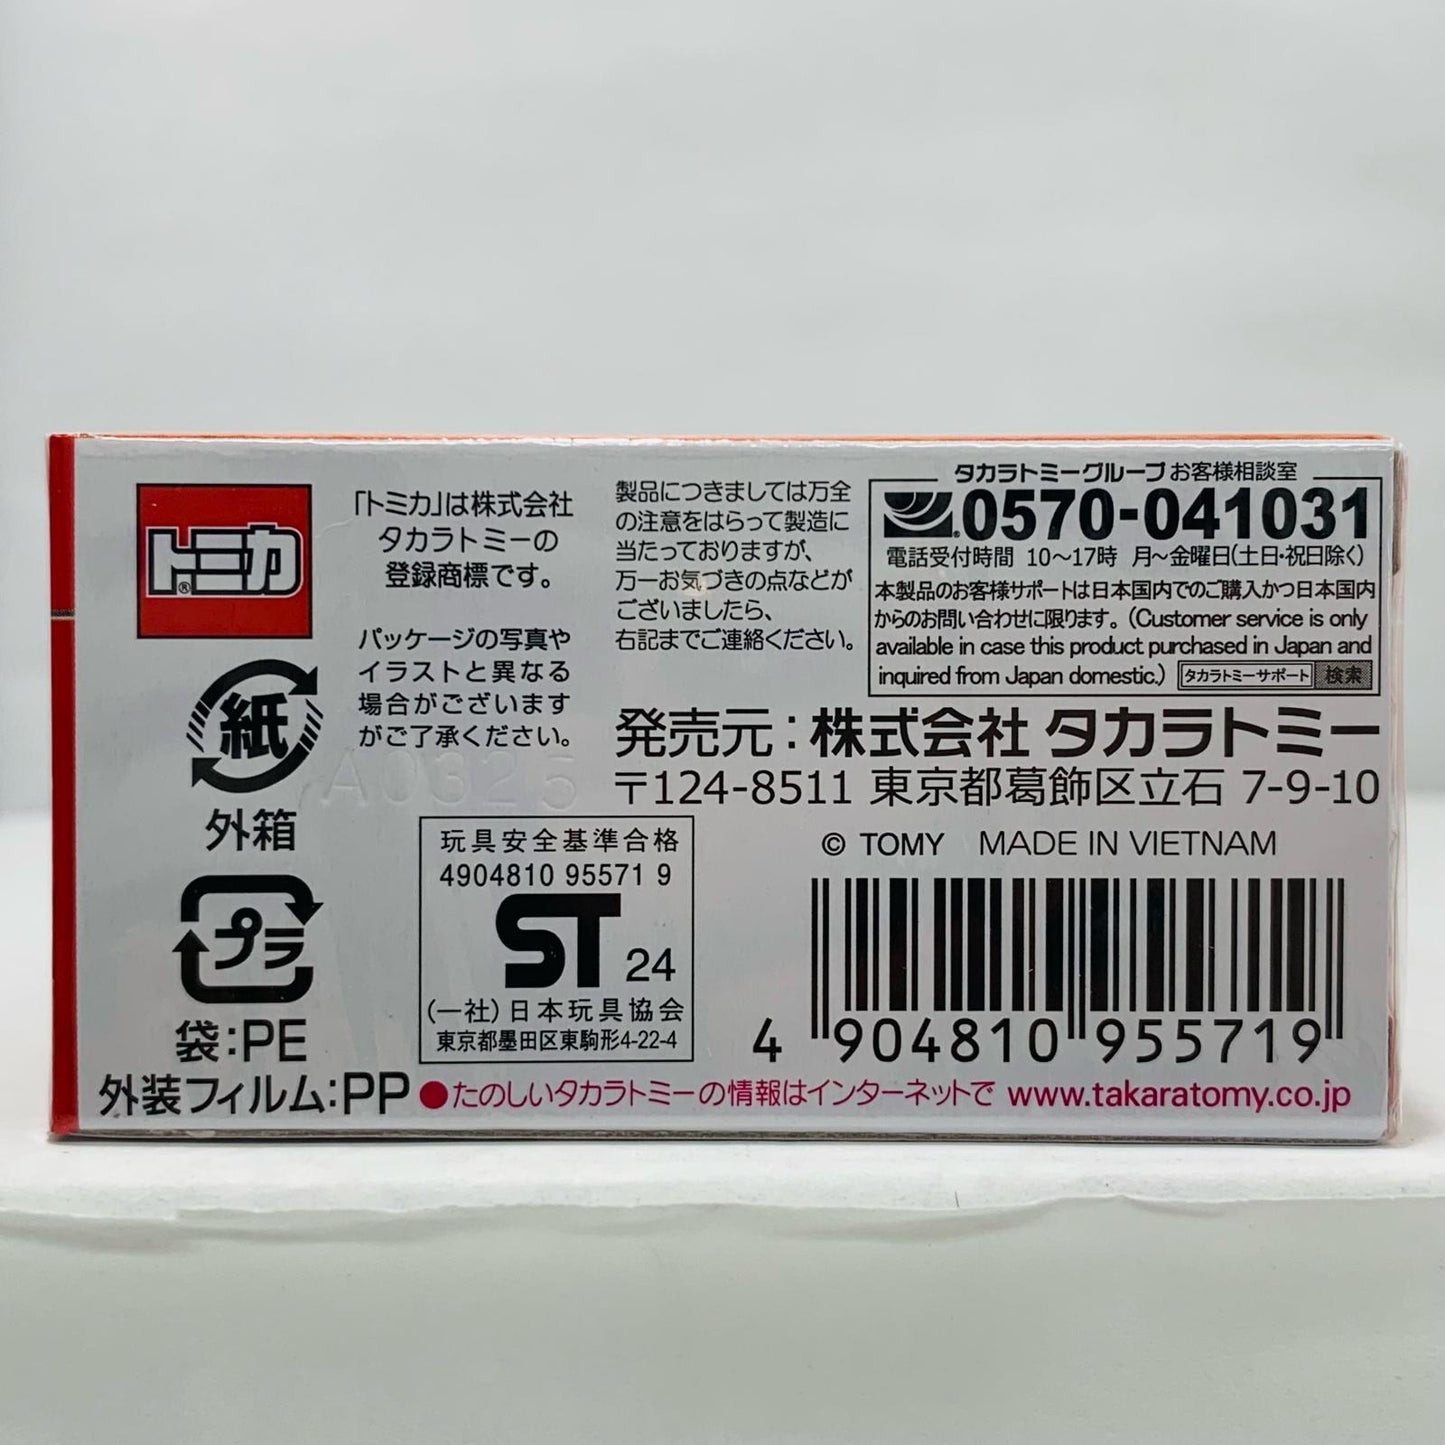 トミカ®
紙
外箱
プラ
袋:PE
外装フィルム:PP
「トミカ」は株式会社
タカラトミーの
登録商標です。
パッケージの写真や
イラストと異なる
場合がございます
がご了承ください。
A0325
製品につきましては万全
の注意をはらって製造に
当たっておりますが、
万一お気づきの点などが
ございましたら、
右記までご連絡ください。
タカラトミーグループ お客様相談室
0570-041031
電話受付時間 10〜17時 月〜金曜日(土日・祝日除く)
本製品のお客様サポートは日本国内でのご購入かつ日本国内
からのお問い合わせに限ります。(Customer service is only
available in case this product purchased in Japan and
inquired from Japan domestic.) タカラトミーサポート 検索
発売元:株式会社 タカラトミー
〒124-8511 東京都葛飾区立石 7-9-10
© TOMY MADE IN VIETNAM
玩具安全基準合格
4904810 95571 9
ST 24
(一社)日本玩具協会
東京都墨田区東駒形4-22-4
4 904810 955719
●たのしいタカラトミーの情報はインターネットで www.takaratomy.co.jp